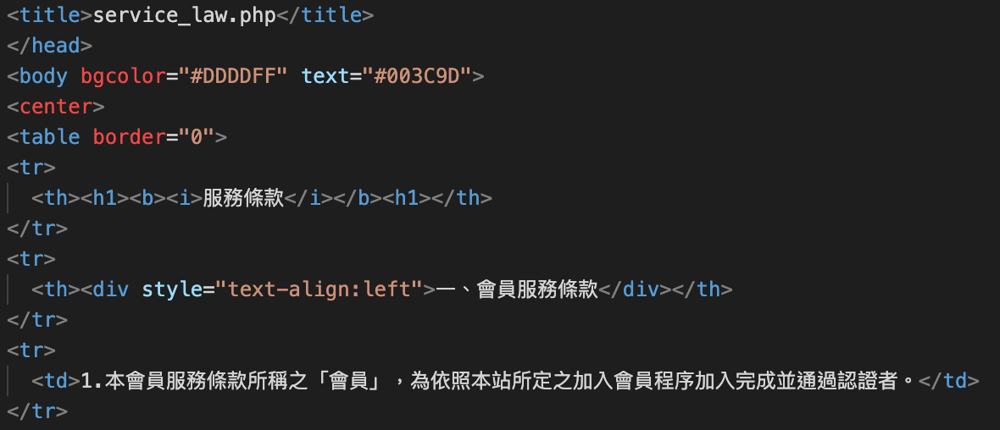 <title>service_law.php</title>
</head>
<body bgcolor="#DDDDFF" text="#003C9D">
<center>
<table border="0">
<tr>
<th><h1><b><i>服務條款</i></b><h1></th>
</tr>
<tr>
<th><div style="text-align:left">一、會員服務條款</div></th>
</tr>
<tr>
<td>1.本會員服務條款所稱之「會員」，為依照本站所定之加入會員程序加入完成並通過認證者。</td>
</tr>